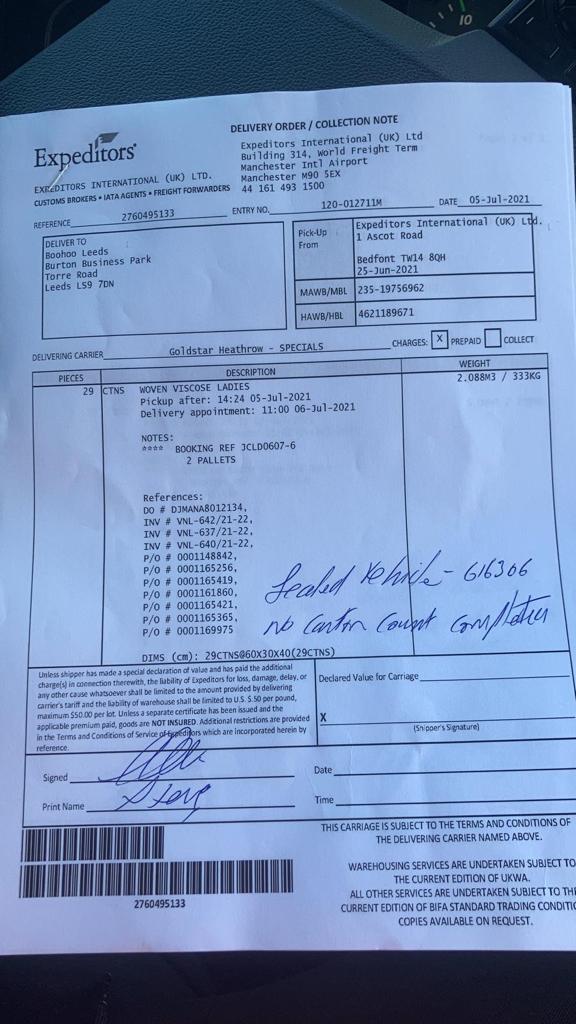 10
DELIVERY ORDER / COLLECTION NOTE
Expeditors
Expeditors International (UK) Ltd
Building 314, World Freight Term
Manchester Intl Airport
Manchester M90 5EX
44 161 493 1500
EXPEDITORS INTERNATIONAL (UK) LTD.
CUSTOMS BROKERS • IATA AGENTS • FREIGHT FORWARDERS
REFERENCE 2760495133 ENTRY NO. 120-012711M DATE 05-Jul-2021
DELIVER TO
Boohoo Leeds
Burton Business Park
Torre Road
Leeds LS9 7DN
Pick-Up From
Expeditors International (UK) Ltd.
1 Ascot Road
Bedfont TW14 8QH
25-Jun-2021
MAWB/MBL 235-19756962
HAWB/HBL 4621189671
DELIVERING CARRIER Goldstar Heathrow - SPECIALS CHARGES: X PREPAID COLLECT
PIECES DESCRIPTION WEIGHT
29 CTNS WOVEN VISCOSE LADIES 2.088M3 / 333KG
Pickup after: 14:24 05-Jul-2021
Delivery appointment: 11:00 06-Jul-2021
NOTES:
**** BOOKING REF JCLD0607-6
2 PALLETS
References:
DO # DJMANA8012134,
INV # VNL-642/21-22,
INV # VNL-637/21-22,
INV # VNL-640/21-22,
P/O # 0001148842,
P/O # 0001165256,
P/O # 0001165419,
P/O # 0001161860,
P/O # 0001165421,
P/O # 0001165365,
P/O # 0001169975
Sealed Vehicle - 616306
No Carton Count Completed
DIMS (cm): 29CTNS@60X30X40(29CTNS)
Unless shipper has made a special declaration of value and has paid the additional
charge(s) in connection therewith, the liability of Expeditors for loss, damage, delay, or
any other cause whatsoever shall be limited to the amount provided by delivering
carrier's tariff and the liability of warehouse shall be limited to U.S. $.50 per pound,
maximum $50.00 per lot. Unless a separate certificate has been issued and the
applicable premium paid, goods are NOT INSURED. Additional restrictions are provided
in the Terms and Conditions of Service of Expeditors which are incorporated herein by
reference.
Declared Value for Carriage
X
(Shipper's Signature)
Signed
Date
Print Name Steve
Time
THIS CARRIAGE IS SUBJECT TO THE TERMS AND CONDITIONS OF
THE DELIVERING CARRIER NAMED ABOVE.
WAREHOUSING SERVICES ARE UNDERTAKEN SUBJECT TO
THE CURRENT EDITION OF UKWA.
ALL OTHER SERVICES ARE UNDERTAKEN SUBJECT TO THE
CURRENT EDITION OF BIFA STANDARD TRADING CONDITIO
COPIES AVAILABLE ON REQUEST.
2760495133